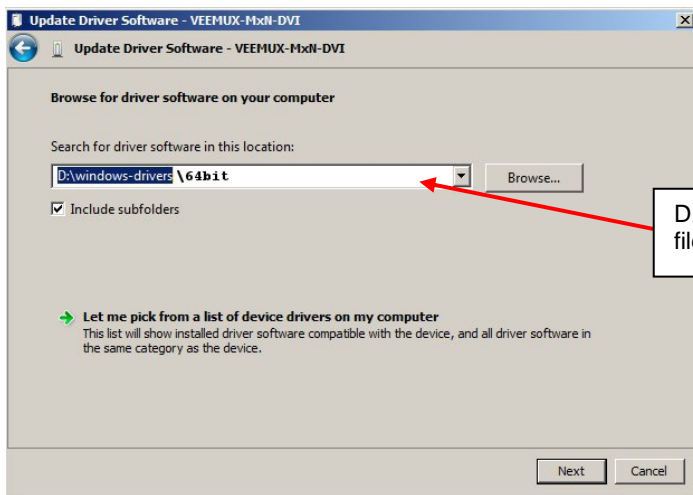 Update Driver Software - VEEMUX-MxN-DVI
Update Driver Software - VEEMUX-MxN-DVI
Browse for driver software on your computer
Search for driver software in this location:
D:\windows-drivers\64bit
Browse...
Include subfolders
Let me pick from a list of device drivers on my computer
This list will show installed driver software compatible with the device, and all driver software in
the same category as the device.
Next Cancel